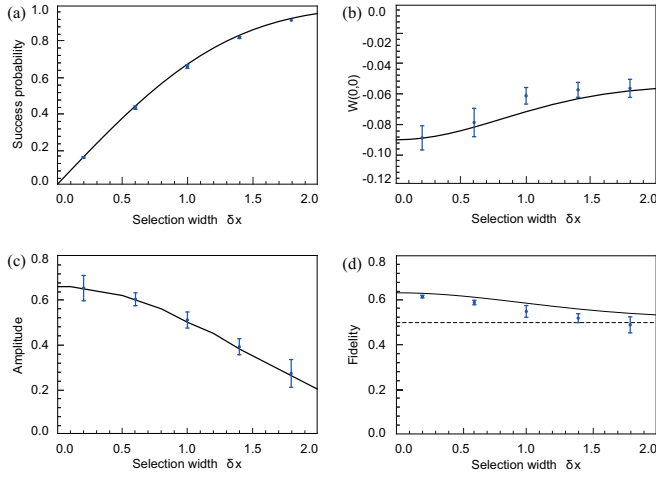 (a)
1.0
0.8
0.6
0.4
0.2
0.0
Success probability
0.0 0.5 1.0 1.5 2.0
Selection width δx
(b)
0.0
-0.02
-0.04
-0.06
-0.08
-0.10
-0.12
W(0,0)
0.0 0.5 1.0 1.5 2.0
Selection width δx
(c)
0.8
0.6
0.4
0.2
0.0
Amplitude
0.0 0.5 1.0 1.5 2.0
Selection width δx
(d)
0.8
0.6
0.4
0.2
0.0
Fidelity
0.0 0.5 1.0 1.5 2.0
Selection width δx